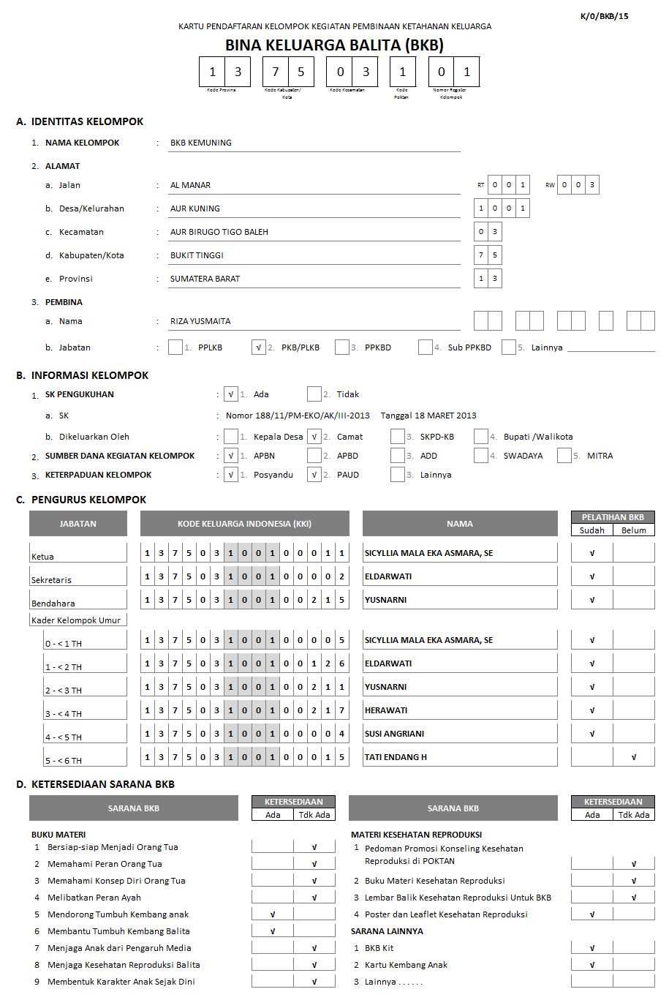 K/0/BKB/15
KARTU PENDAFTARAN KELOMPOK KEGIATAN PEMBINAAN KETAHANAN KELUARGA
BINA KELUARGA BALITA (BKB)
1 3 7 5 0 3 1 0 1
Kode Provinsi Kode Kabupaten/ Kota Kode Kecamatan Kode Poktan Nomor Register Kelompok
A. IDENTITAS KELOMPOK
1. NAMA KELOMPOK : BKB KEMUNING
2. ALAMAT
a. Jalan : AL MANAR RT 0 0 1 RW 0 0 3
b. Desa/Kelurahan : AUR KUNING 1 0 0 1
c. Kecamatan : AUR BIRUGO TIGO BALEH 0 3
d. Kabupaten/Kota : BUKIT TINGGI 7 5
e. Provinsi : SUMATERA BARAT 1 3
3. PEMBINA
a. Nama : RIZA YUSMAITA
b. Jabatan : 1. PPLKB √ 2. PKB/PLKB 3. PPKBD 4. Sub PPKBD 5. Lainnya
B. INFORMASI KELOMPOK
1. SK PENGUKUHAN : √ 1. Ada 2. Tidak
a. SK : Nomor 188/11/PM-EKO/AK/III-2013 Tanggal 18 MARET 2013
b. Dikeluarkan Oleh : 1. Kepala Desa √ 2. Camat 3. SKPD-KB 4. Bupati /Walikota
2. SUMBER DANA KEGIATAN KELOMPOK : √ 1. APBN 2. APBD 3. ADD 4. SWADAYA 5. MITRA
3. KETERPADUAN KELOMPOK : √ 1. Posyandu √ 2. PAUD 3. Lainnya
C. PENGURUS KELOMPOK
JABATAN KODE KELUARGA INDONESIA (KKI) NAMA PELATIHAN BKB
Sudah Belum
Ketua 1 3 7 5 0 3 1 0 0 1 0 0 0 1 1 SICYLLIA MALA EKA ASMARA, SE √
Sekretaris 1 3 7 5 0 3 1 0 0 1 0 0 0 0 2 ELDARWATI √
Bendahara 1 3 7 5 0 3 1 0 0 1 0 0 2 1 5 YUSNARNI √
Kader Kelompok Umur
0 - < 1 TH 1 3 7 5 0 3 1 0 0 1 0 0 0 0 5 SICYLLIA MALA EKA ASMARA, SE √
1 - < 2 TH 1 3 7 5 0 3 1 0 0 1 0 0 1 2 6 ELDARWATI √
2 - < 3 TH 1 3 7 5 0 3 1 0 0 1 0 0 2 1 1 YUSNARNI √
3 - < 4 TH 1 3 7 5 0 3 1 0 0 1 0 0 2 1 7 HERAWATI √
4 - < 5 TH 1 3 7 5 0 3 1 0 0 1 0 0 0 0 4 SUSI ANGRIANI √
5 - < 6 TH 1 3 7 5 0 3 1 0 0 1 0 0 0 1 5 TATI ENDANG H √
D. KETERSEDIAAN SARANA BKB
SARANA BKB KETERSEDIAAN SARANA BKB KETERSEDIAAN
Ada Tdk Ada Ada Tdk Ada
BUKU MATERI MATERI KESEHATAN REPRODUKSI
1 Bersiap-siap Menjadi Orang Tua √ 1 Pedoman Promosi Konseling Kesehatan
2 Memahami Peran Orang Tua √ Reproduksi di POKTAN √
3 Memahami Konsep Diri Orang Tua √ 2 Buku Materi Kesehatan Reproduksi √
4 Melibatkan Peran Ayah √ 3 Lembar Balik Kesehatan Reproduksi Untuk BKB √
5 Mendorong Tumbuh Kembang anak √ 4 Poster dan Leaflet Kesehatan Reproduksi √
6 Membantu Tumbuh Kembang Balita √ SARANA LAINNYA
7 Menjaga Anak dari Pengaruh Media √ 1 BKB Kit √
8 Menjaga Kesehatan Reproduksi Balita √ 2 Kartu Kembang Anak √
9 Membentuk Karakter Anak Sejak Dini √ 3 Lainnya . . . . . .